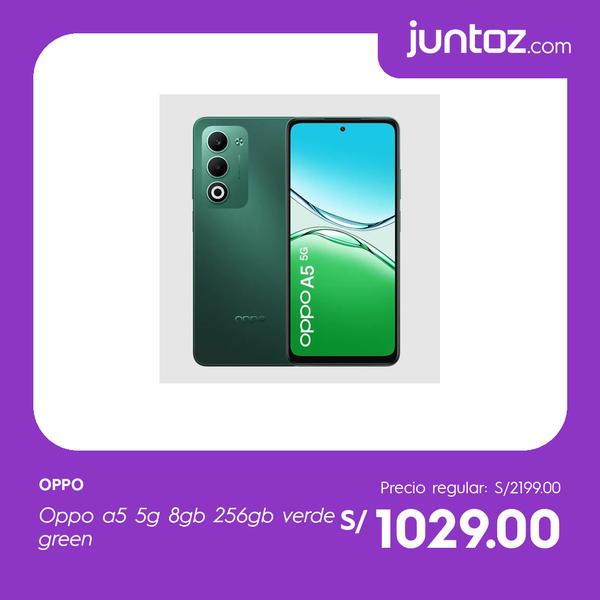 juntoz.com
oppo
oppo A5 5G
OPPO
Precio regular: S/2199.00
Oppo a5 5g 8gb 256gb verde
green
S/ 1029.00